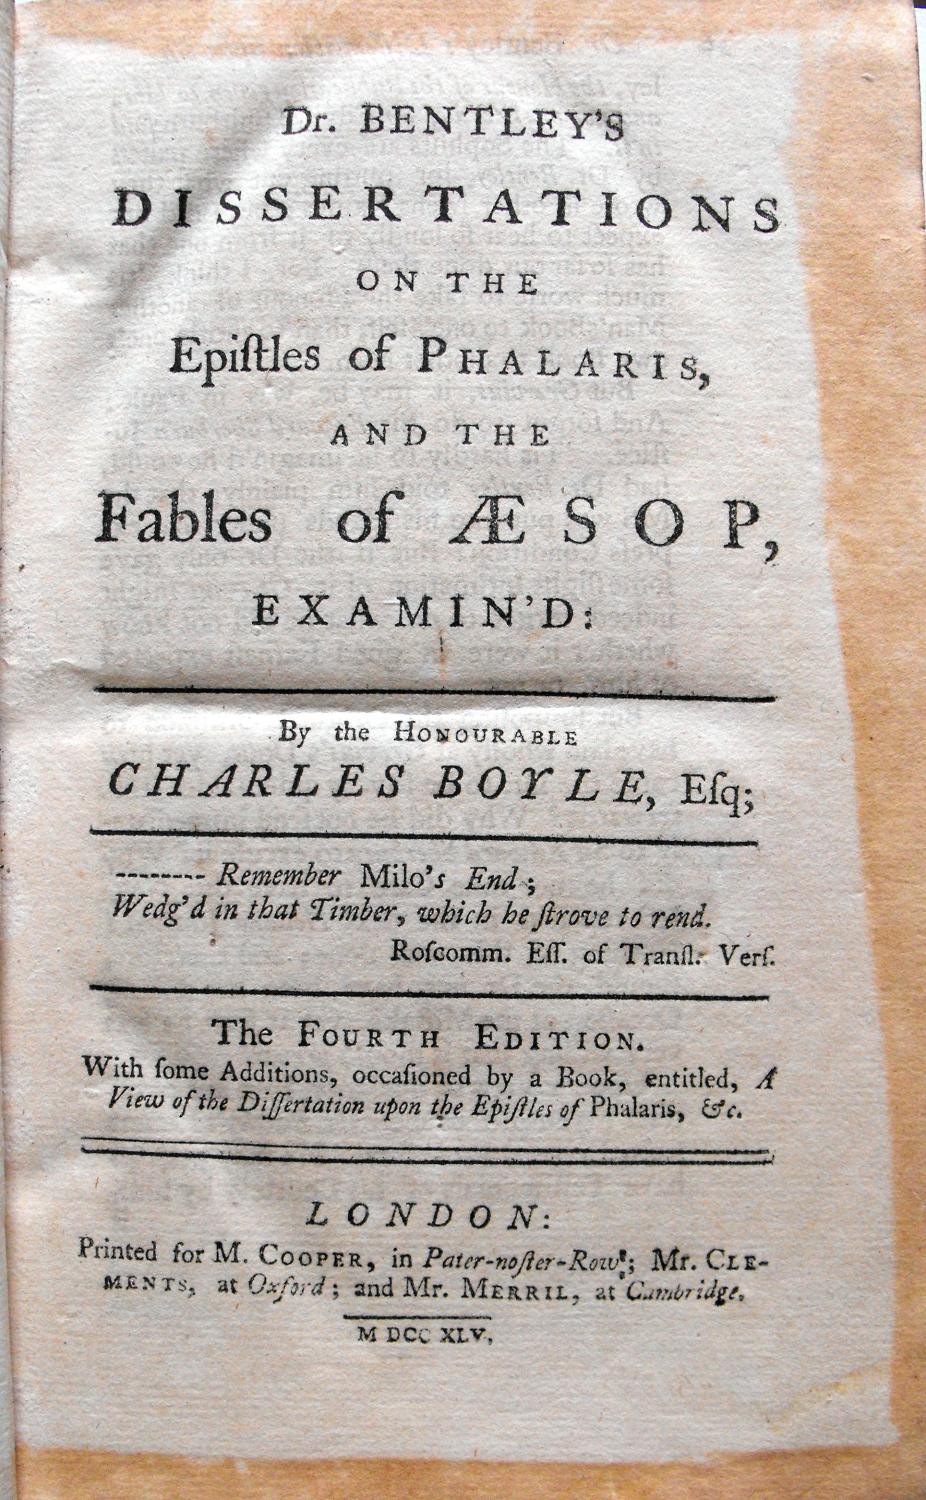 Dr. BENTLEY'S
DISSERTATIONS
ON THE
Epiſtles of PHALARIS,
AND THE
Fables of ÆSOP,
EXAMIN'D:
By the HONOURABLE
CHARLES BOYLE, Eſq;
-------- Remember Milo's End;
Wedg'd in that Timber, which he ſtrove to rend.
Roſcomm. Eſſ. of Tranſl. Verſ.
The FOURTH EDITION.
With ſome Additions, occaſioned by a Book, entitled, A
View of the Diſſertation upon the Epiſtles of Phalaris, &c.
LONDON:
Printed for M. COOPER, in Pater-noſter-Row; Mr. CLE-
MENTS, at Oxford; and Mr. MERRIL, at Cambridge.
M DCC XLV.